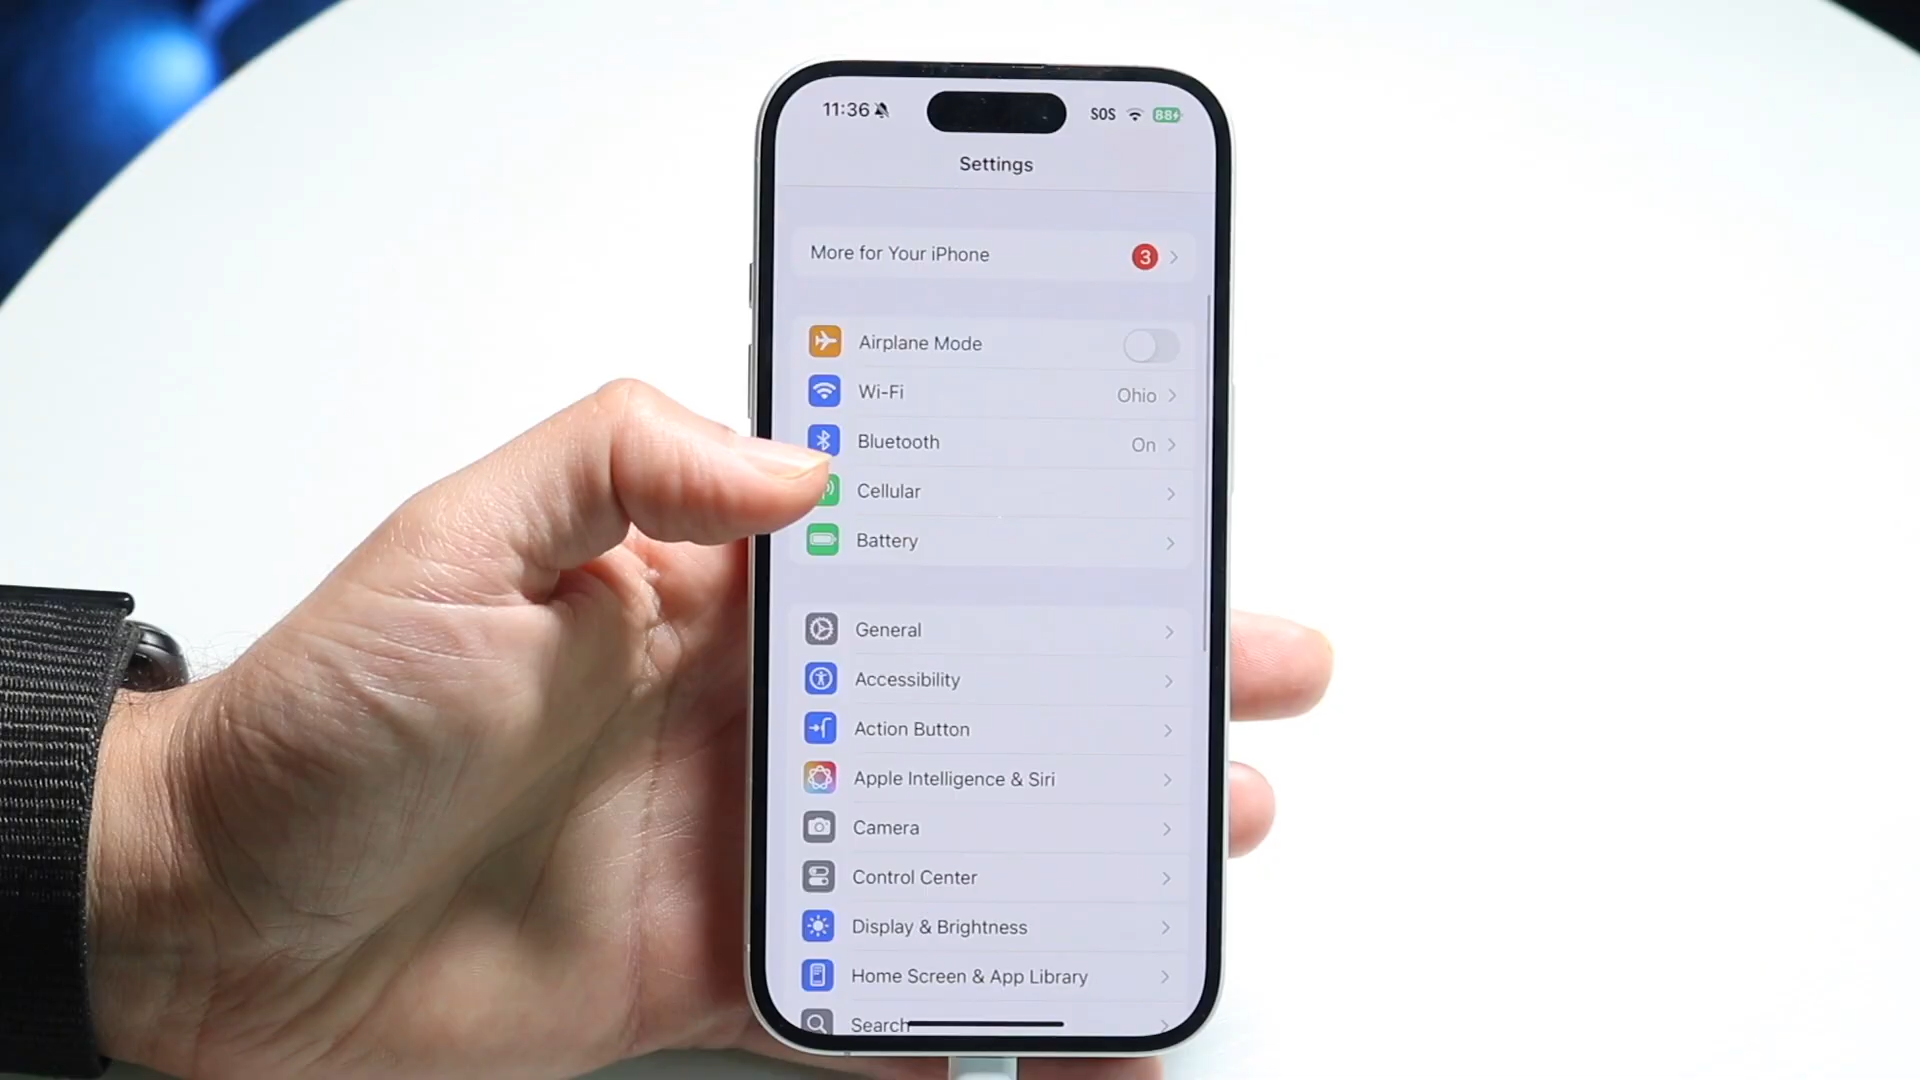 11:36 SOS 88
Settings
More for Your iPhone 3
Airplane Mode
Wi-Fi Ohio
Bluetooth On
Cellular
Battery
General
Accessibility
Action Button
Apple Intelligence & Siri
Camera
Control Center
Display & Brightness
Home Screen & App Library
Search